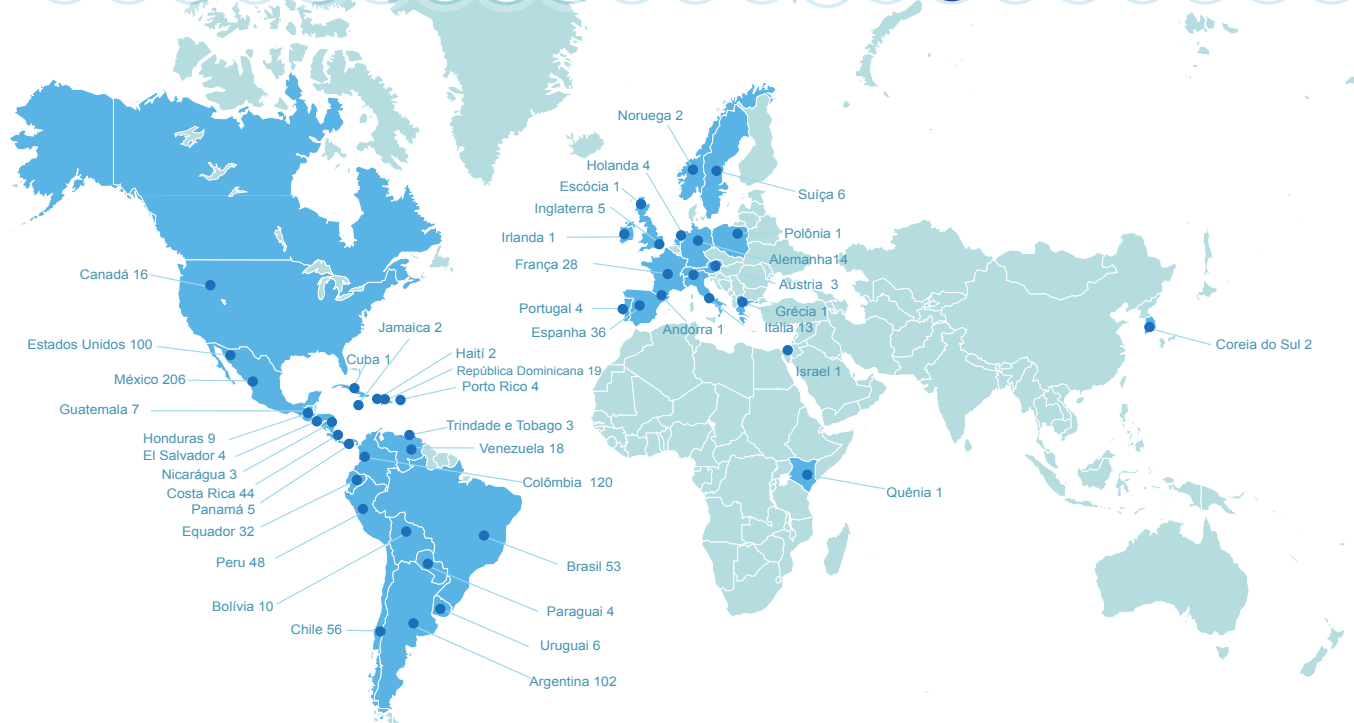 Noruega 2
Holanda 4
Escócia 1
Suíça 6
Inglaterra 5
Irlanda 1
Polônia 1
Alemanha14
França 28
Austria  3
Portugal 4
Grécia 1
Espanha 36
Andorra 1
Itália 13
Israel 1
Coreia do Sul 2
Quênia 1
Canadá 16
Estados Unidos 100
México 206
Guatemala 7
Jamaica 2
Cuba 1
Haití 2
República Dominicana 19
Porto Rico 4
Honduras 9
El Salvador 4
Nicarágua 3
Costa Rica 44
Panamá 5
Trindade e Tobago 3
Venezuela 18
Colômbia  120
Equador 32
Peru 48
Bolívia 10
Chile 56
Brasil 53
Paraguai 4
Uruguai 6
Argentina 102